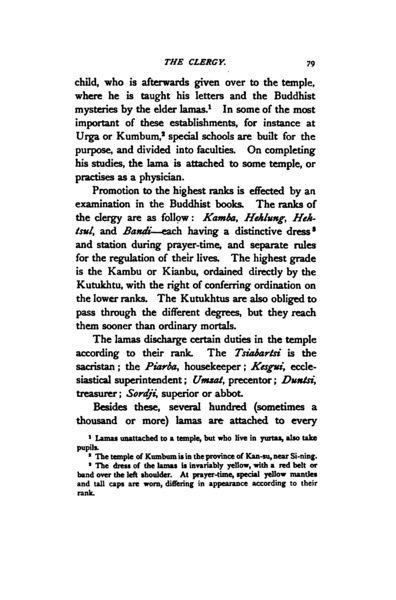 THE CLERGY. 79
child, who is afterwards given over to the temple,
where he is taught his letters and the Buddhist
mysteries by the elder lamas.¹ In some of the most
important of these establishments, for instance at
Urga or Kumbum,² special schools are built for the
purpose, and divided into faculties. On completing
his studies, the lama is attached to some temple, or
practises as a physician.
Promotion to the highest ranks is effected by an
examination in the Buddhist books. The ranks of
the clergy are as follow: Kamba, Hehlung, Heh-
tsul, and Bandi—each having a distinctive dress³
and station during prayer-time, and separate rules
for the regulation of their lives. The highest grade
is the Kambu or Kianbu, ordained directly by the
Kutukhtu, with the right of conferring ordination on
the lower ranks. The Kutukhtus are also obliged to
pass through the different degrees, but they reach
them sooner than ordinary mortals.
The lamas discharge certain duties in the temple
according to their rank. The Tsiabartsi is the
sacristan; the Piarba, housekeeper; Kesgui, eccle-
siastical superintendent; Umzat, precentor; Duntsi,
treasurer; Sordji, superior or abbot.
Besides these, several hundred (sometimes a
thousand or more) lamas are attached to every
¹ Lamas unattached to a temple, but who live in yurtas, also take
pupils.
² The temple of Kumbum is in the province of Kan-su, near Si-ning.
³ The dress of the lamas is invariably yellow, with a red belt or
band over the left shoulder. At prayer-time, special yellow mantles
and tall caps are worn, differing in appearance according to their
rank.